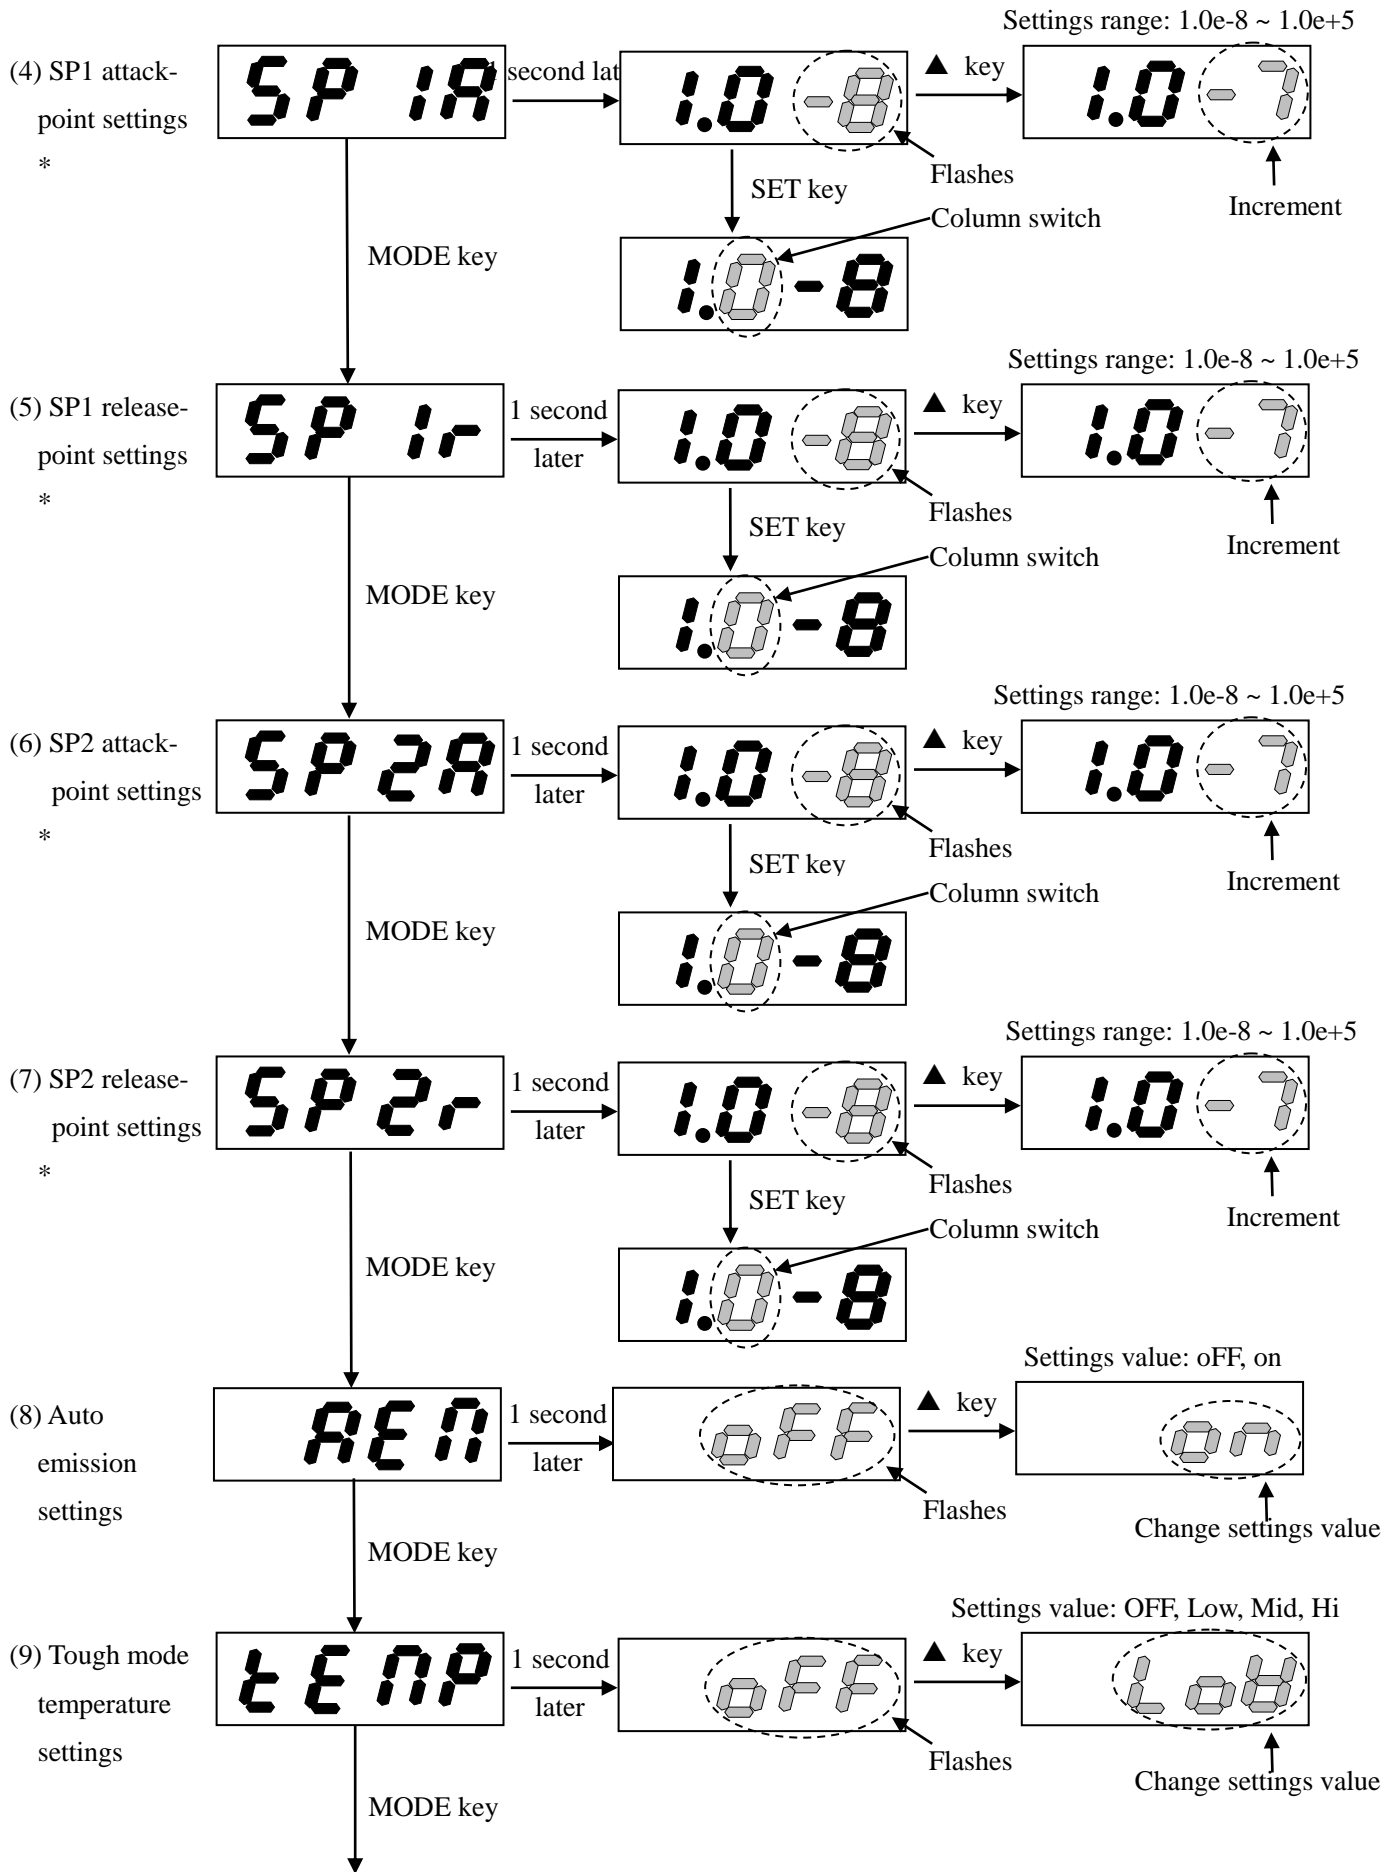 Settings range: 1.0e-8 ~ 1.0e+5
(4) SP1 attack-
point settings
*
SP1A
second lat
1.0 -8
▲ key
1.0 -7
Flashes
Increment
SET key
Column switch
1.0 -8
MODE key
Settings range: 1.0e-8 ~ 1.0e+5
(5) SP1 release-
point settings
*
SP1r
1 second
later
1.0 -8
▲ key
1.0 -7
Flashes
Increment
SET key
Column switch
1.0 -8
MODE key
Settings range: 1.0e-8 ~ 1.0e+5
(6) SP2 attack-
point settings
*
SP2A
1 second
later
1.0 -8
▲ key
1.0 -7
Flashes
Increment
SET key
Column switch
1.0 -8
MODE key
Settings range: 1.0e-8 ~ 1.0e+5
(7) SP2 release-
point settings
*
SP2r
1 second
later
1.0 -8
▲ key
1.0 -7
Flashes
Increment
SET key
Column switch
1.0 -8
MODE key
Settings value: oFF, on
(8) Auto
emission
settings
AEM
1 second
later
oFF
▲ key
on
Flashes
Change settings value
MODE key
Settings value: OFF, Low, Mid, Hi
(9) Tough mode
temperature
settings
tEMP
1 second
later
oFF
▲ key
LoW
Flashes
Change settings value
MODE key